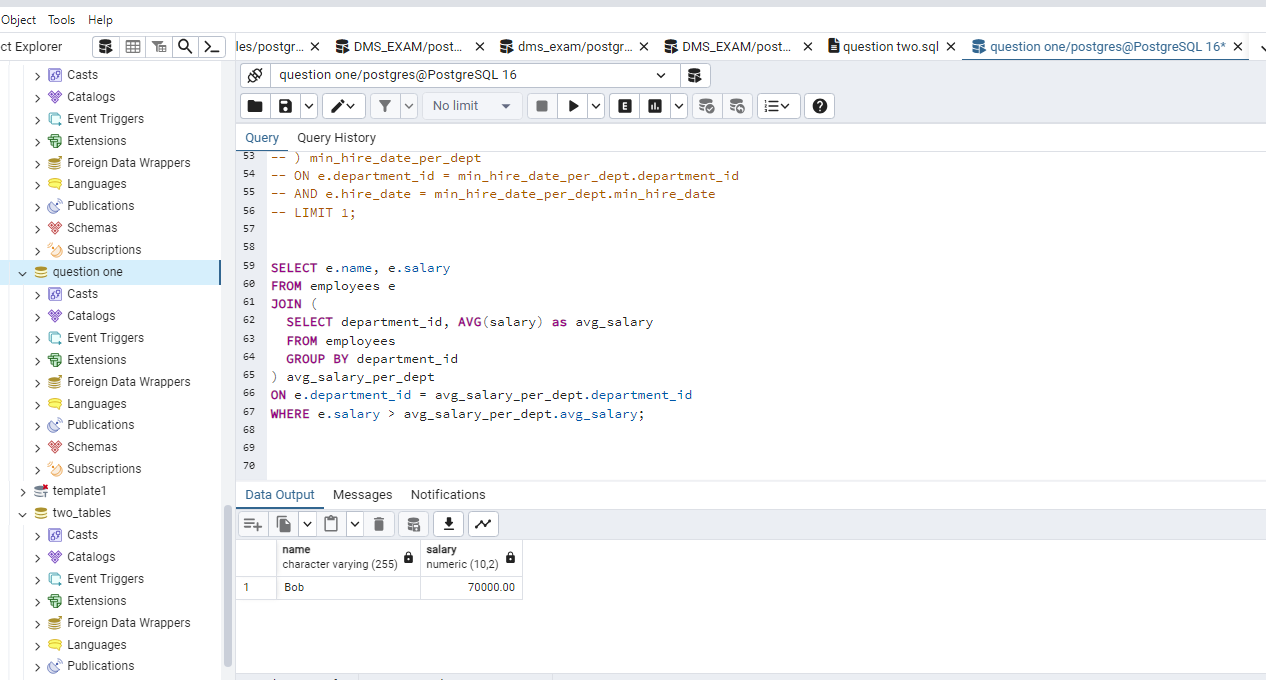 Object Tools Help
ct Explorer
les/postgr...
DMS_EXAM/post...
dms_exam/postgr...
DMS_EXAM/post...
question two.sql
question one/postgres@PostgreSQL 16*
Casts
Catalogs
Event Triggers
Extensions
Foreign Data Wrappers
Languages
Publications
Schemas
Subscriptions
question one
Casts
Catalogs
Event Triggers
Extensions
Foreign Data Wrappers
Languages
Publications
Schemas
Subscriptions
template1
two_tables
Casts
Catalogs
Event Triggers
Extensions
Foreign Data Wrappers
Languages
Publications
question one/postgres@PostgreSQL 16
No limit
E
Query Query History
53 -- ) min_hire_date_per_dept
54 -- ON e.department_id = min_hire_date_per_dept.department_id
55 -- AND e.hire_date = min_hire_date_per_dept.min_hire_date
56 -- LIMIT 1;
57
58
59 SELECT e.name, e.salary
60 FROM employees e
61 JOIN (
62 SELECT department_id, AVG(salary) as avg_salary
63 FROM employees
64 GROUP BY department_id
65 ) avg_salary_per_dept
66 ON e.department_id = avg_salary_per_dept.department_id
67 WHERE e.salary > avg_salary_per_dept.avg_salary;
68
69
70
Data Output Messages Notifications
name salary
character varying (255) numeric (10,2)
1 Bob 70000.00